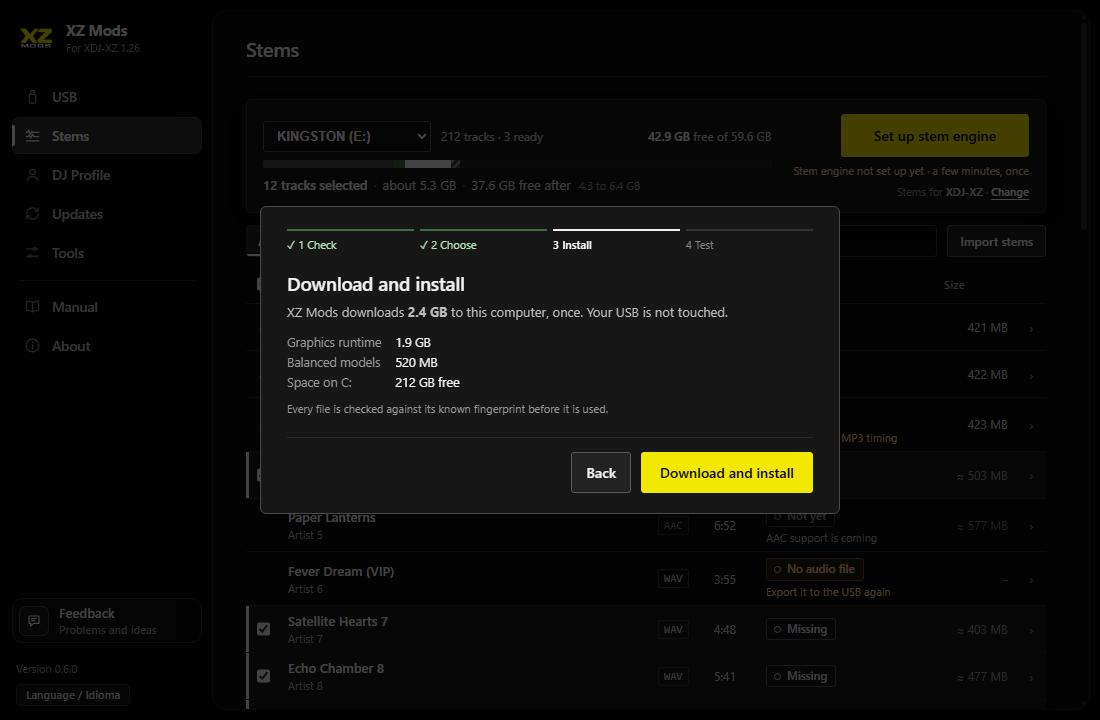 XZ MODS
XZ Mods
For XDJ-XZ 1.26
USB
Stems
DJ Profile
Updates
Tools
Manual
About
Feedback
Problems and ideas
Version 0.6.0
Language / Idioma
Stems
KINGSTON (E:) 212 tracks · 3 ready 42.9 GB free of 59.6 GB
Set up stem engine
12 tracks selected · about 5.3 GB · 37.6 GB free after 4.3 to 6.4 GB
Stem engine not set up yet · a few minutes, once
Stems for XDJ-XZ · Change
Import stems
Size
421 MB ›
422 MB ›
423 MB ›
MP3 timing
≈ 503 MB ›
✓ 1 Check ✓ 2 Choose 3 Install 4 Test
Download and install
XZ Mods downloads 2.4 GB to this computer, once. Your USB is not touched.
Graphics runtime 1.9 GB
Balanced models 520 MB
Space on C: 212 GB free
Every file is checked against its known fingerprint before it is used.
Back Download and install
Paper Lanterns AAC 6:52 Not yet ≈ 577 MB ›
Artist 5 AAC support is coming
Fever Dream (VIP) WAV 3:55 No audio file – ›
Artist 6 Export it to the USB again
Satellite Hearts 7 WAV 4:48 Missing ≈ 403 MB ›
Artist 7
Echo Chamber 8 WAV 5:41 Missing ≈ 477 MB ›
Artist 8